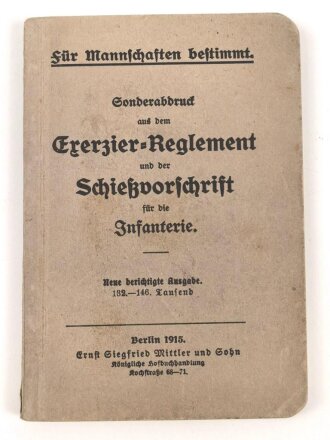 Für Mannschaften bestimmt.
Sonderabdruck
aus dem
Exerzier-Reglement
und der
Schießvorschrift
für die
Infanterie.
Neue berichtigte Ausgabe.
132.—146. Tausend
Berlin 1915.
Ernst Siegfried Mittler und Sohn
Königliche Hofbuchhandlung
Kochstraße 68—71.